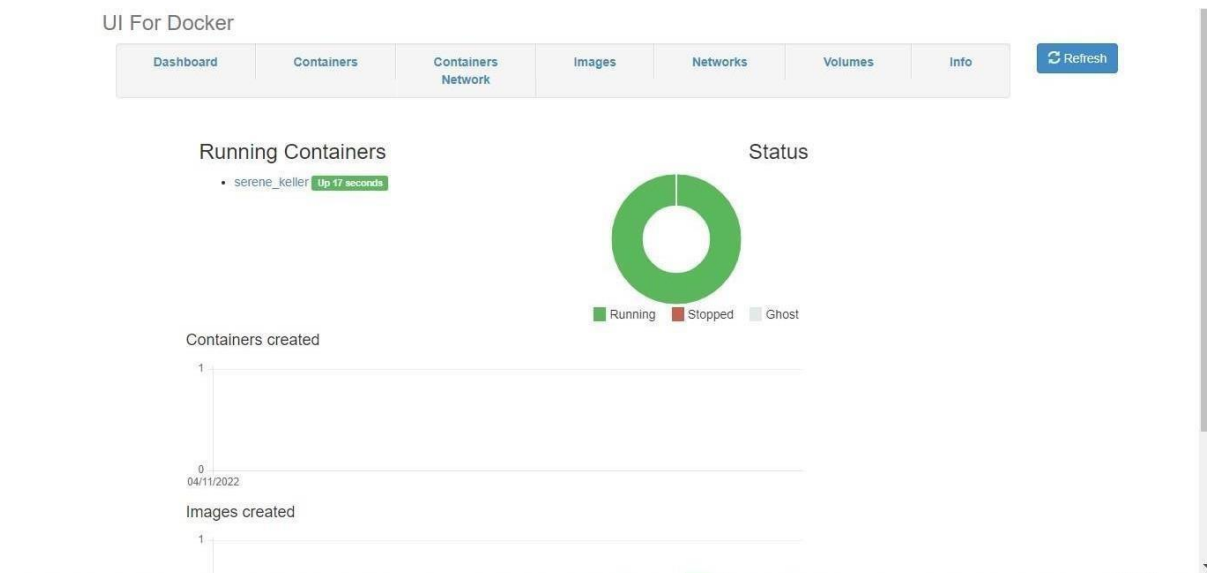 UI For Docker
Dashboard
Containers
Containers
Network
Images
Networks
Volumes
Info
Refresh
Running Containers
serene_keller Up 17 seconds
Status
Running Stopped Ghost
Containers created
1
0
04/11/2022
Images created
1